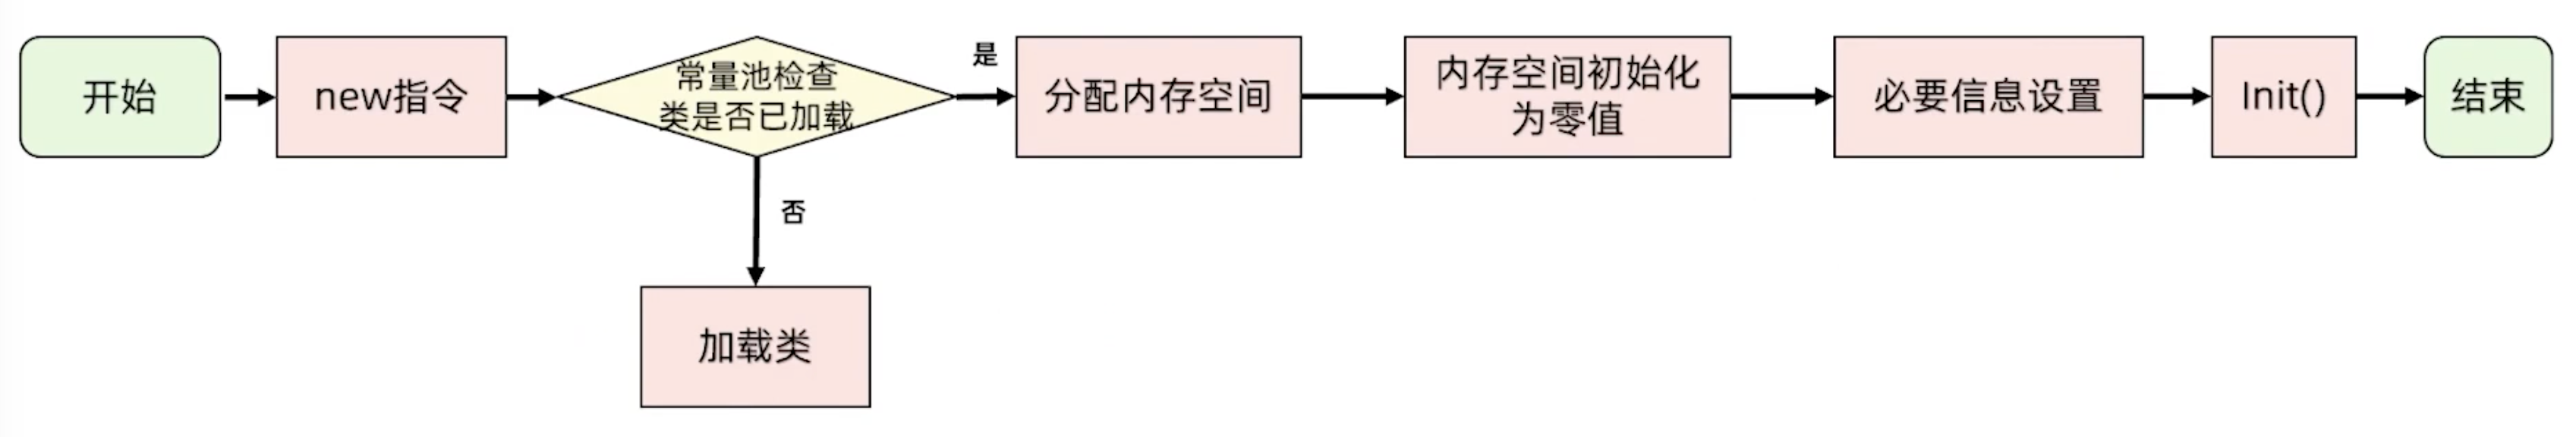 开始
new指令
常量池检查
类是否已加载
是
分配内存空间
内存空间初始化
为零值
必要信息设置
Init()
结束
否
加载类